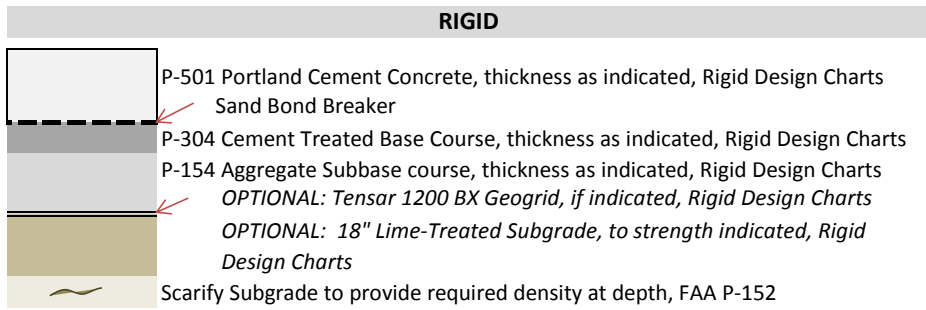 RIGID
P-501 Portland Cement Concrete, thickness as indicated, Rigid Design Charts
Sand Bond Breaker
P-304 Cement Treated Base Course, thickness as indicated, Rigid Design Charts
P-154 Aggregate Subbase course, thickness as indicated, Rigid Design Charts
OPTIONAL: Tensar 1200 BX Geogrid, if indicated, Rigid Design Charts
OPTIONAL:  18" Lime-Treated Subgrade, to strength indicated, Rigid
Design Charts
Scarify Subgrade to provide required density at depth, FAA P-152